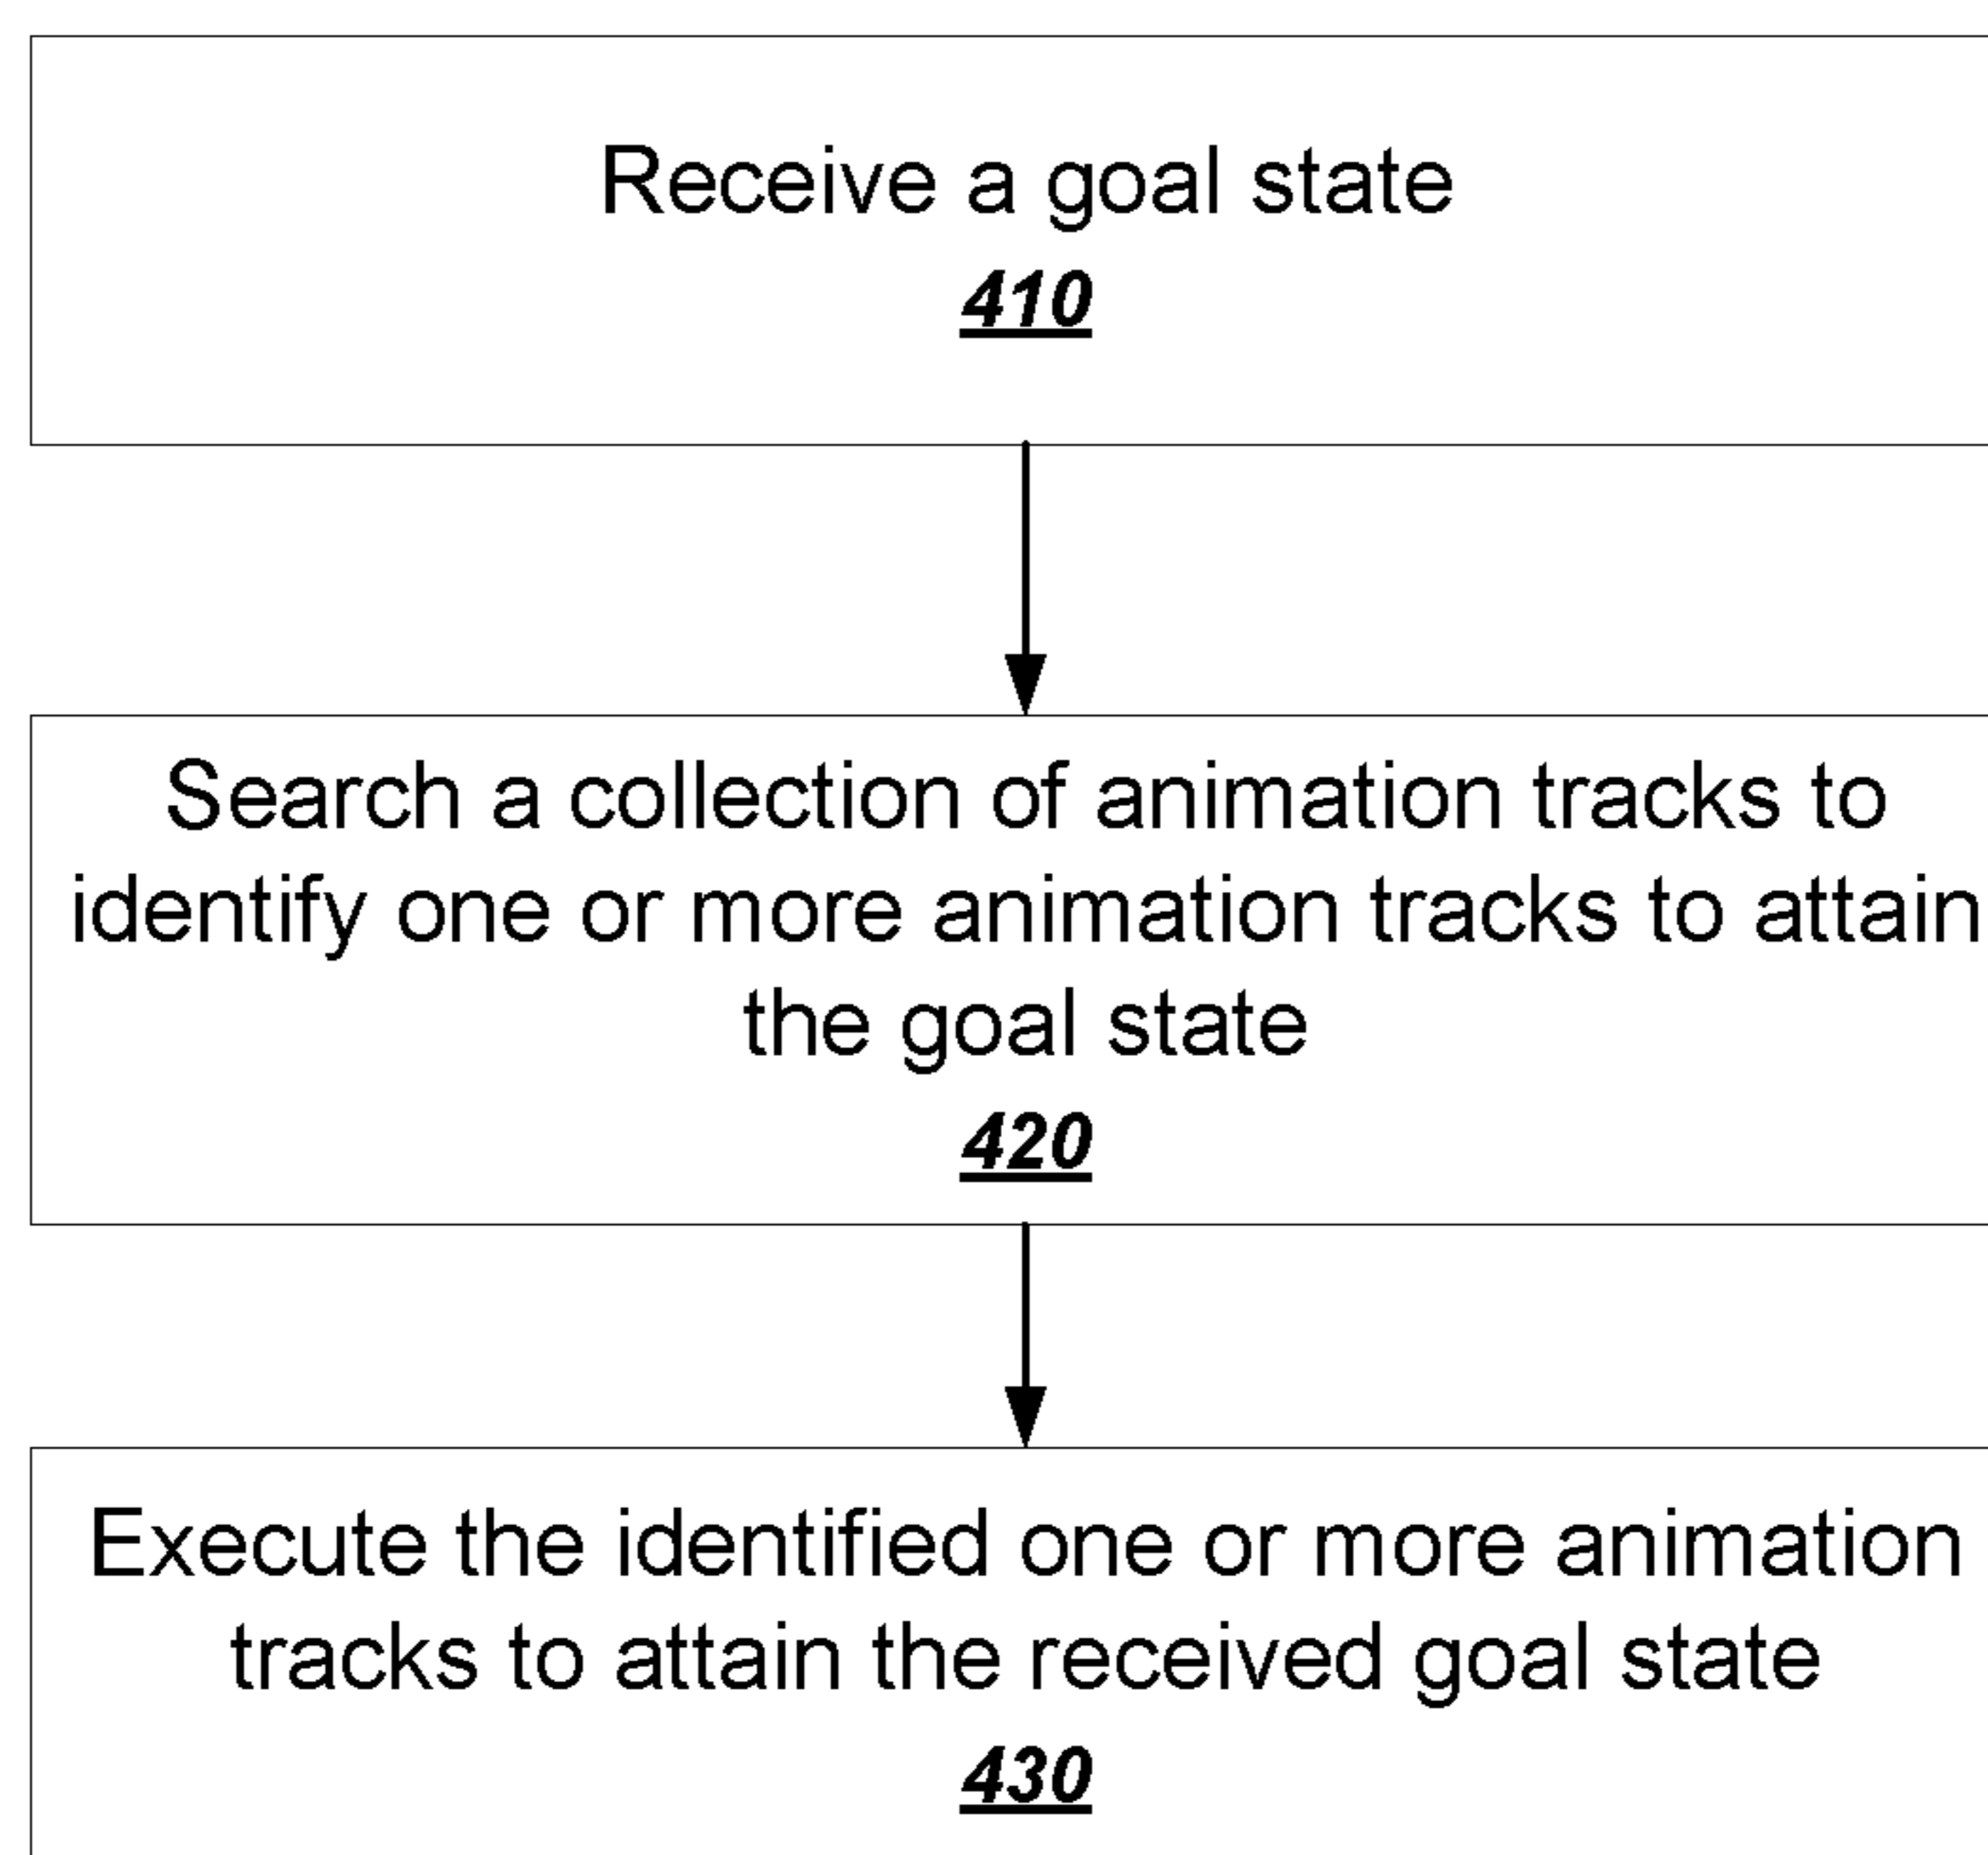 Receive a goal state
410
Search a collection of animation tracks to
identify one or more animation tracks to attain
the goal state
420
Execute the identified one or more animation
tracks to attain the received goal state
430